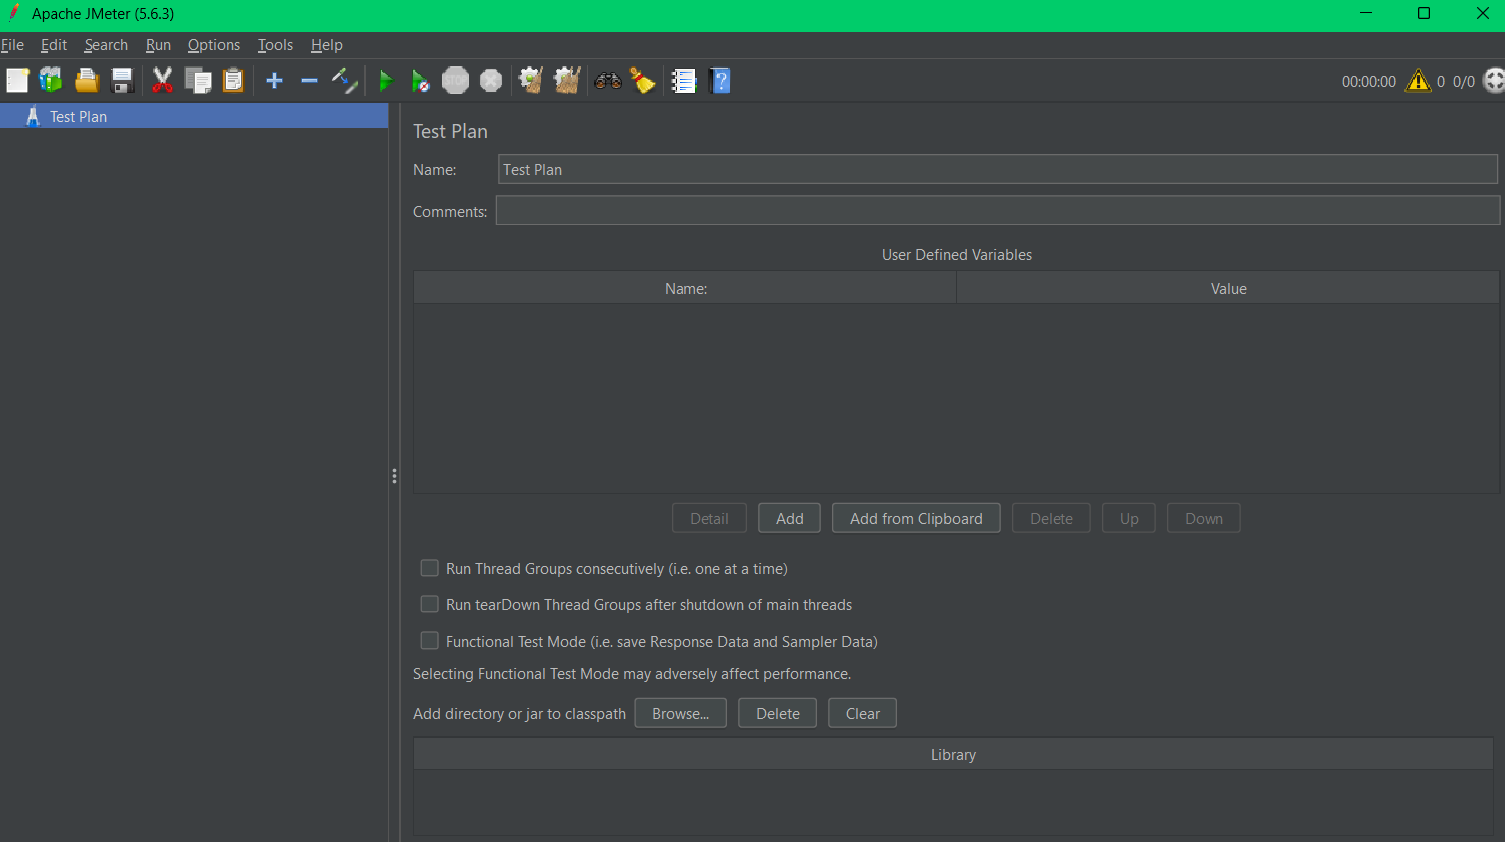 Apache JMeter (5.6.3)
File Edit Search Run Options Tools Help
STOP
00:00:00 0 0/0
Test Plan
Test Plan
Name: Test Plan
Comments:
User Defined Variables
Name: Value
Detail Add Add from Clipboard Delete Up Down
Run Thread Groups consecutively (i.e. one at a time)
Run tearDown Thread Groups after shutdown of main threads
Functional Test Mode (i.e. save Response Data and Sampler Data)
Selecting Functional Test Mode may adversely affect performance.
Add directory or jar to classpath Browse... Delete Clear
Library